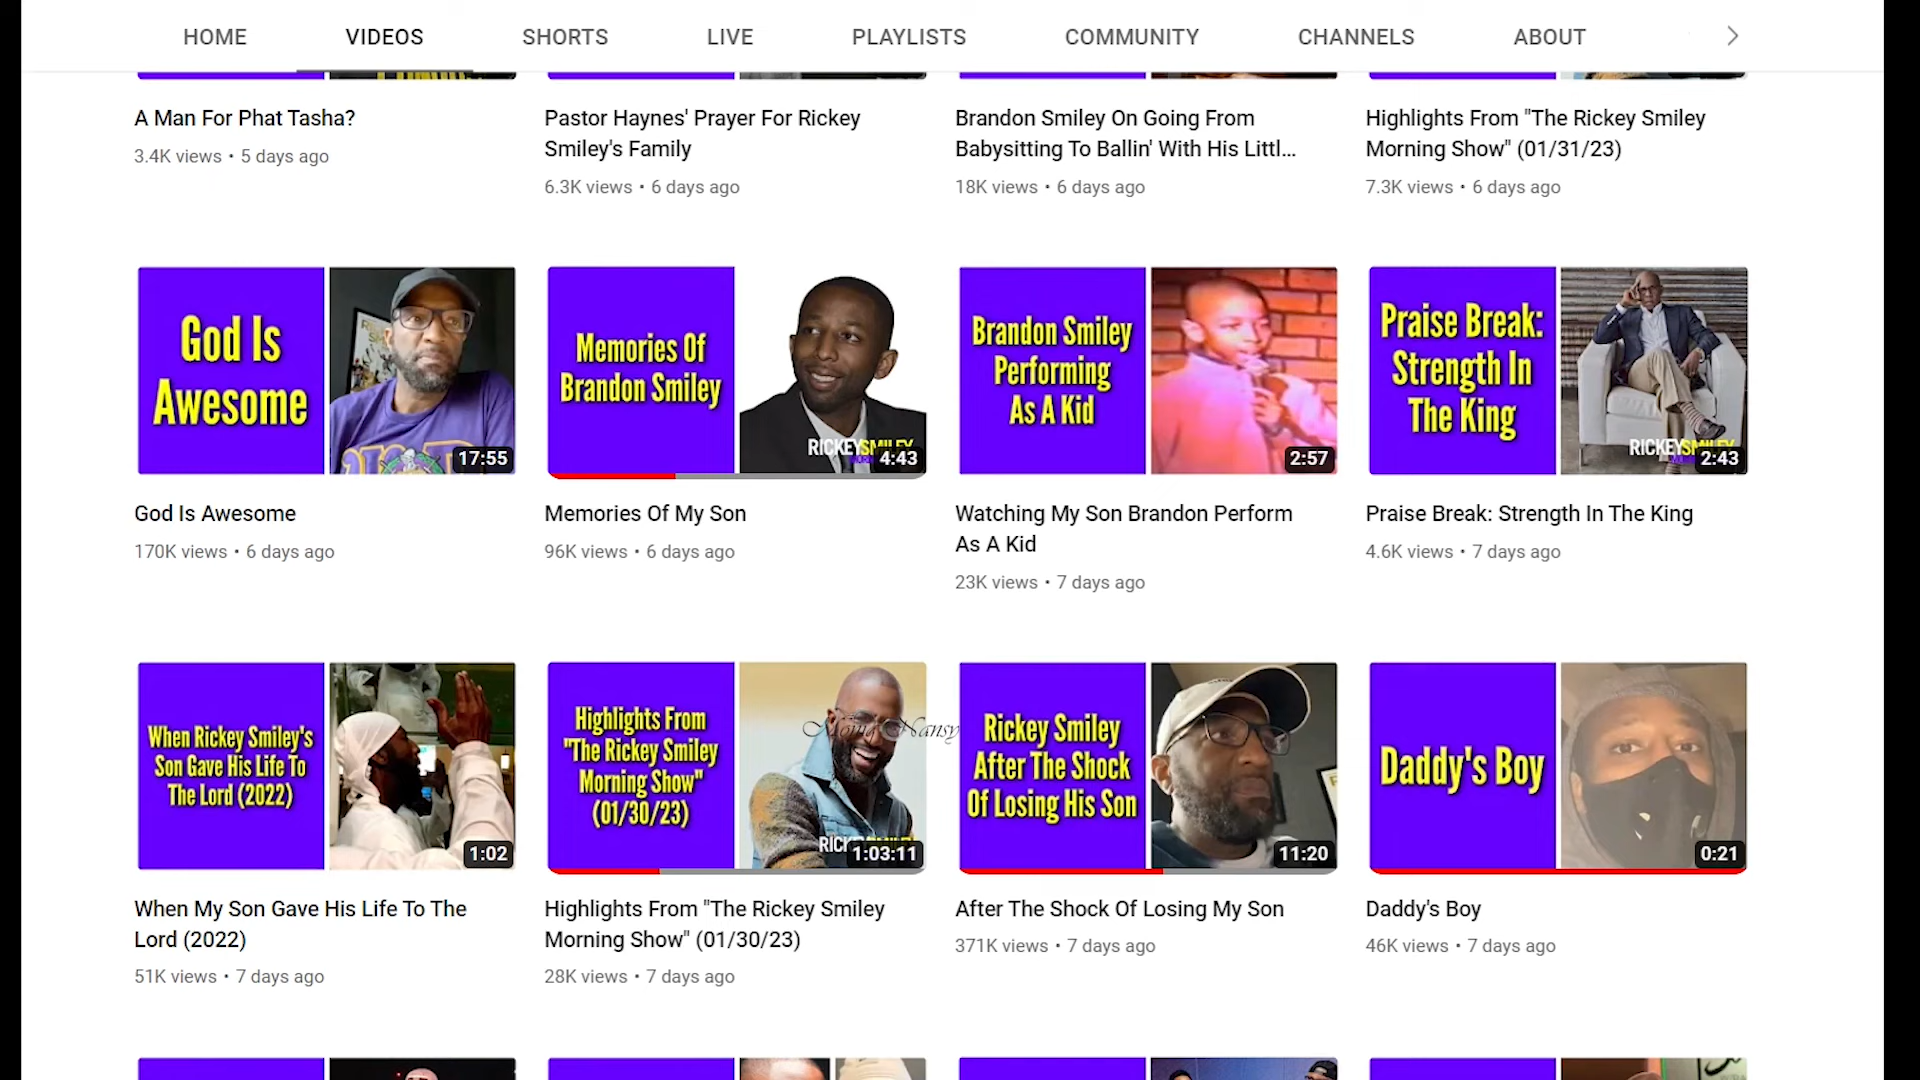 HOME VIDEOS SHORTS LIVE PLAYLISTS COMMUNITY CHANNELS ABOUT
A Man For Phat Tasha?
3.4K views • 5 days ago
Pastor Haynes' Prayer For Rickey
Smiley's Family
6.3K views • 6 days ago
Brandon Smiley On Going From
Babysitting To Ballin' With His Littl...
18K views • 6 days ago
Highlights From "The Rickey Smiley
Morning Show" (01/31/23)
7.3K views • 6 days ago
God Is
Awesome
17:55
God Is Awesome
170K views • 6 days ago
Memories Of
Brandon Smiley
RICKEYSMILEY
4:43
Memories Of My Son
96K views • 6 days ago
Brandon Smiley
Performing
As A Kid
2:57
Watching My Son Brandon Perform
As A Kid
23K views • 7 days ago
Praise Break:
Strength In
The King
RICKEYSMILEY
2:43
Praise Break: Strength In The King
4.6K views • 7 days ago
When Rickey Smiley's
Son Gave His Life To
The Lord (2022)
1:02
When My Son Gave His Life To The
Lord (2022)
51K views • 7 days ago
Highlights From
"The Rickey Smiley
Morning Show"
(01/30/23)
1:03:11
Highlights From "The Rickey Smiley
Morning Show" (01/30/23)
28K views • 7 days ago
Rickey Smiley
After The Shock
Of Losing His Son
11:20
After The Shock Of Losing My Son
371K views • 7 days ago
Daddy's Boy
0:21
Daddy's Boy
46K views • 7 days ago